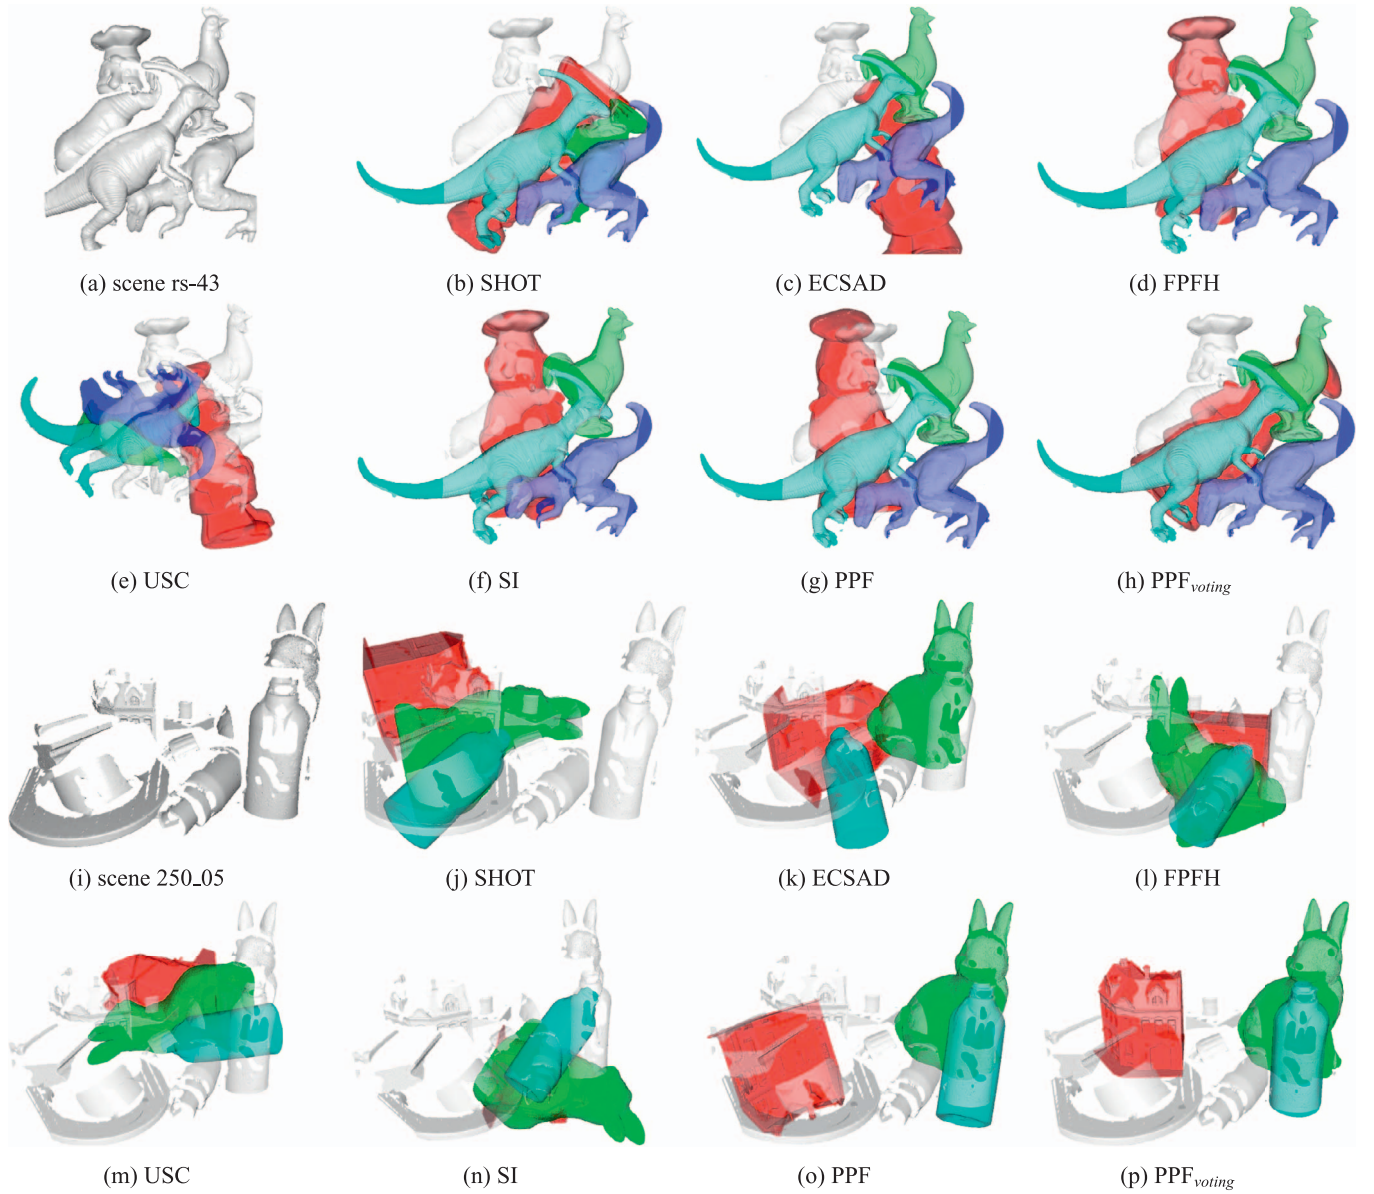 (a) scene rs-43
(b) SHOT
(c) ECSAD
(d) FPFH
(e) USC
(f) SI
(g) PPF
(h) PPFvoting
(i) scene 250_05
(j) SHOT
(k) ECSAD
(l) FPFH
(m) USC
(n) SI
(o) PPF
(p) PPFvoting